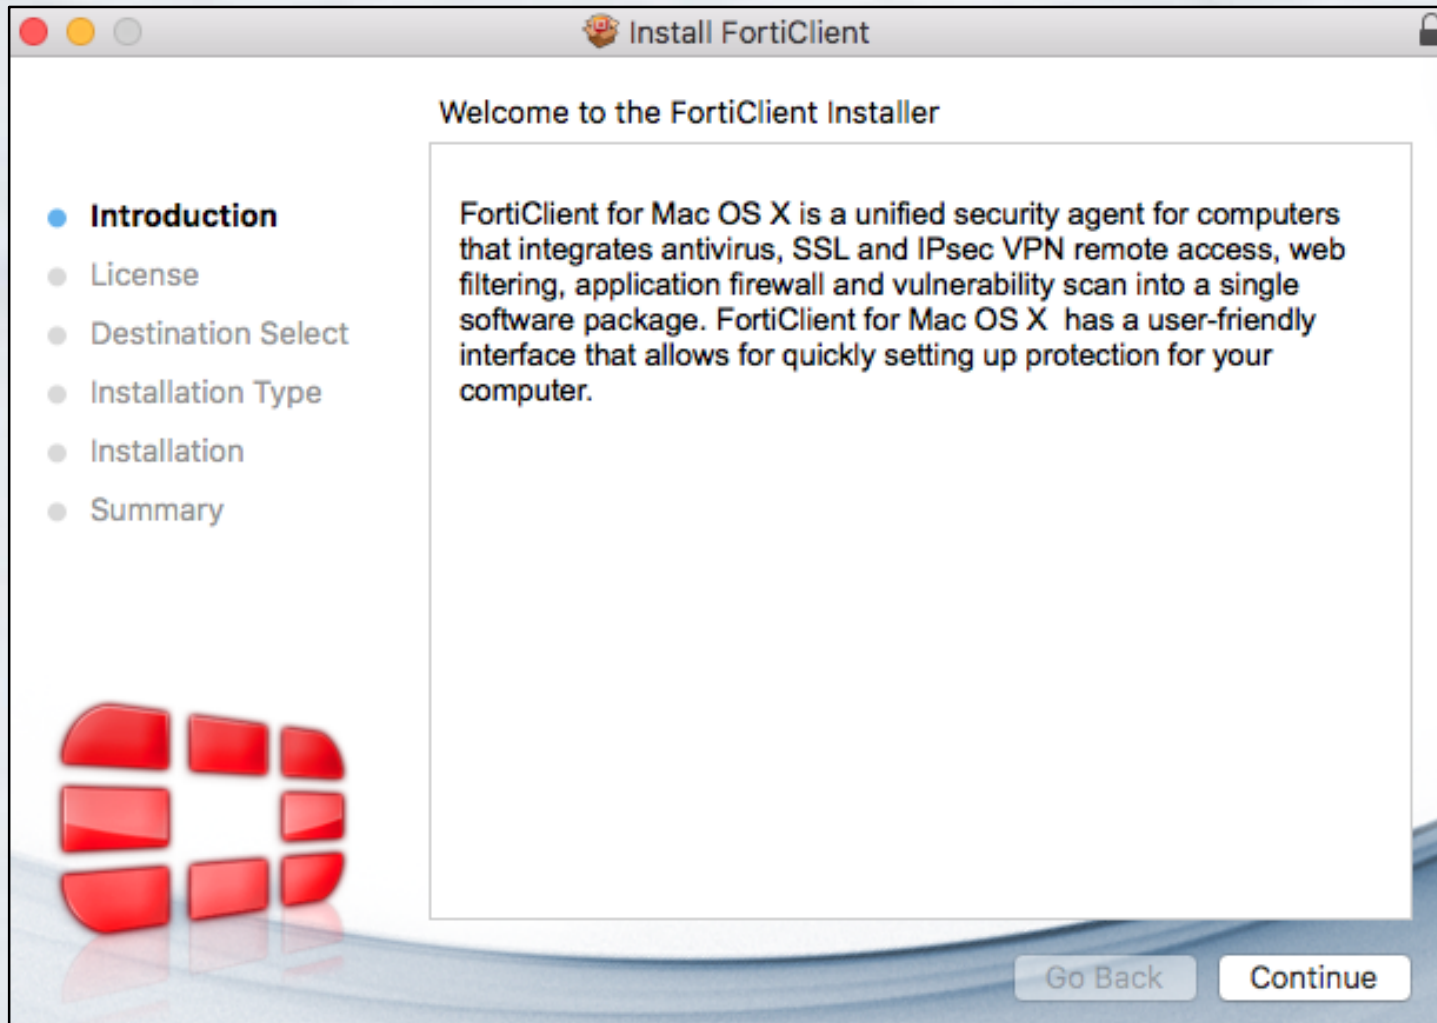 Install FortiClient
Welcome to the FortiClient Installer
Introduction
License
Destination Select
Installation Type
Installation
Summary
FortiClient for Mac OS X is a unified security agent for computers
that integrates antivirus, SSL and IPsec VPN remote access, web
filtering, application firewall and vulnerability scan into a single
software package. FortiClient for Mac OS X  has a user-friendly
interface that allows for quickly setting up protection for your
computer.
Go Back
Continue